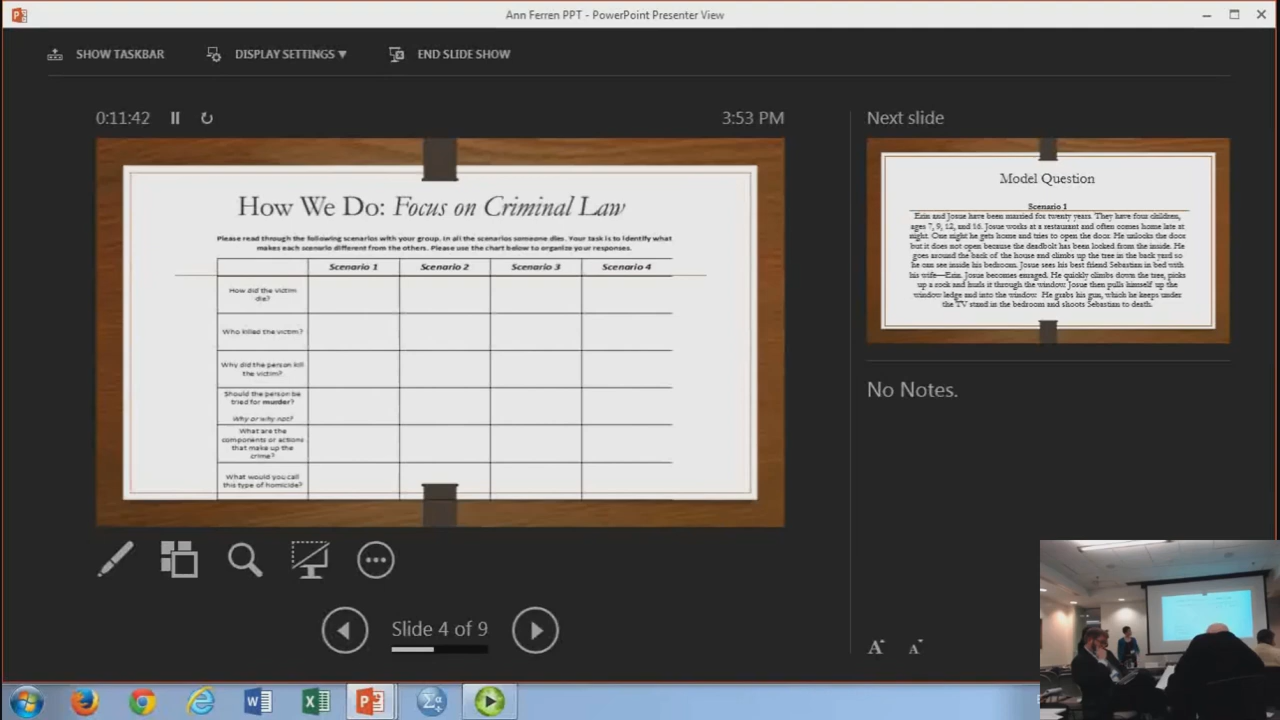 Ann Ferren PPT - PowerPoint Presenter View
SHOW TASKBAR
DISPLAY SETTINGS ▼
END SLIDE SHOW
0:11:42
3:53 PM
How We Do: Focus on Criminal Law
Please read through the following scenarios with your group. In all the scenarios someone dies. Your task is to identify what
makes each scenario different from the others. Please use the chart below to organize your responses.
Scenario 1 Scenario 2 Scenario 3 Scenario 4
How did the victim
die?
Who killed the victim?
Why did the person kill
the victim?
Should the person be
tried for murder?
Why or why not?
What are the
components or actions
that make up the
crime?
What would you call
this type of homicide?
Slide 4 of 9
Next slide
Model Question
Scenario 1
Erin and Josue have been married for twenty years. They have four children,
ages 7, 9, 12, and 16. Josue works at a restaurant and often comes home late at
night. One night he gets home and tries to open the door. He unlocks the door
but it does not open because the deadbolt has been locked from the inside. He
goes around the back of the house and climbs up the tree in the back yard so
he can see inside his bedroom. Josue sees his best friend Sebastian in bed with
his wife—Erin. Josue becomes enraged. He quickly climbs down the tree, picks
up a rock and hurls it through the window. Josue then pulls himself up the
window ledge and into the window. He grabs his gun, which he keeps under
the TV stand in the bedroom and shoots Sebastian to death.
No Notes.
A A